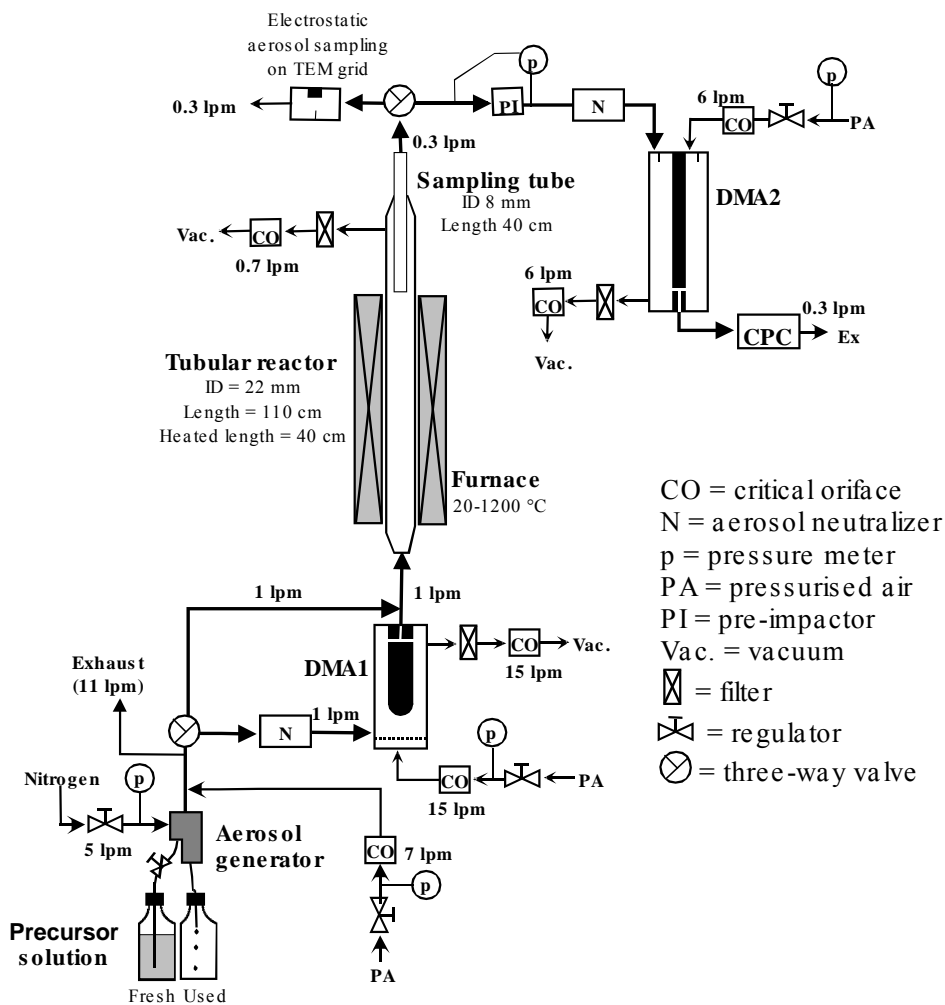 Electrostatic
aerosol sampling
on TEM grid
p
0.3 lpm
PI
N
6 lpm
p
CO
PA
0.3 lpm
Sampling tube
ID 8 mm
Length 40 cm
DMA2
Vac.
CO
0.7 lpm
6 lpm
CO
Vac.
0.3 lpm
CPC
Ex
Tubular reactor
ID = 22 mm
Length = 110 cm
Heated length = 40 cm
Furnace
20-1200 °C
CO = critical oriface
N = aerosol neutralizer
p = pressure meter
PA = pressurised air
PI = pre-impactor
Vac. = vacuum
= filter
= regulator
= three-way valve
1 lpm
1 lpm
Exhaust
(11 lpm)
DMA1
CO
Vac.
15 lpm
1 lpm
N
p
CO
PA
15 lpm
Nitrogen
p
5 lpm
Aerosol
generator
CO
7 lpm
p
PA
Precursor
solution
Fresh Used